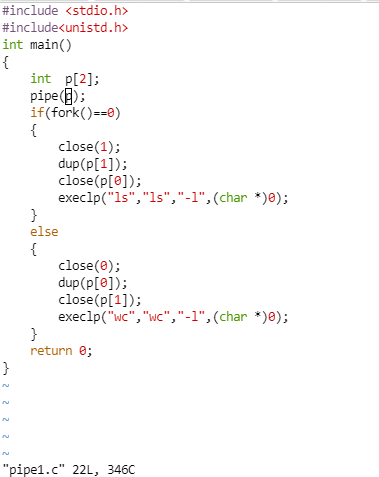 #include <stdio.h>
#include<unistd.h>
int main()
{
    int  p[2];
    pipe(p);
    if(fork()==0)
    {
        close(1);
        dup(p[1]);
        close(p[0]);
        execlp("ls","ls","-l",(char *)0);
    }
    else
    {
        close(0);
        dup(p[0]);
        close(p[1]);
        execlp("wc","wc","-l",(char *)0);
    }
    return 0;
}
~
~
~
~
~
"pipe1.c" 22L, 346C